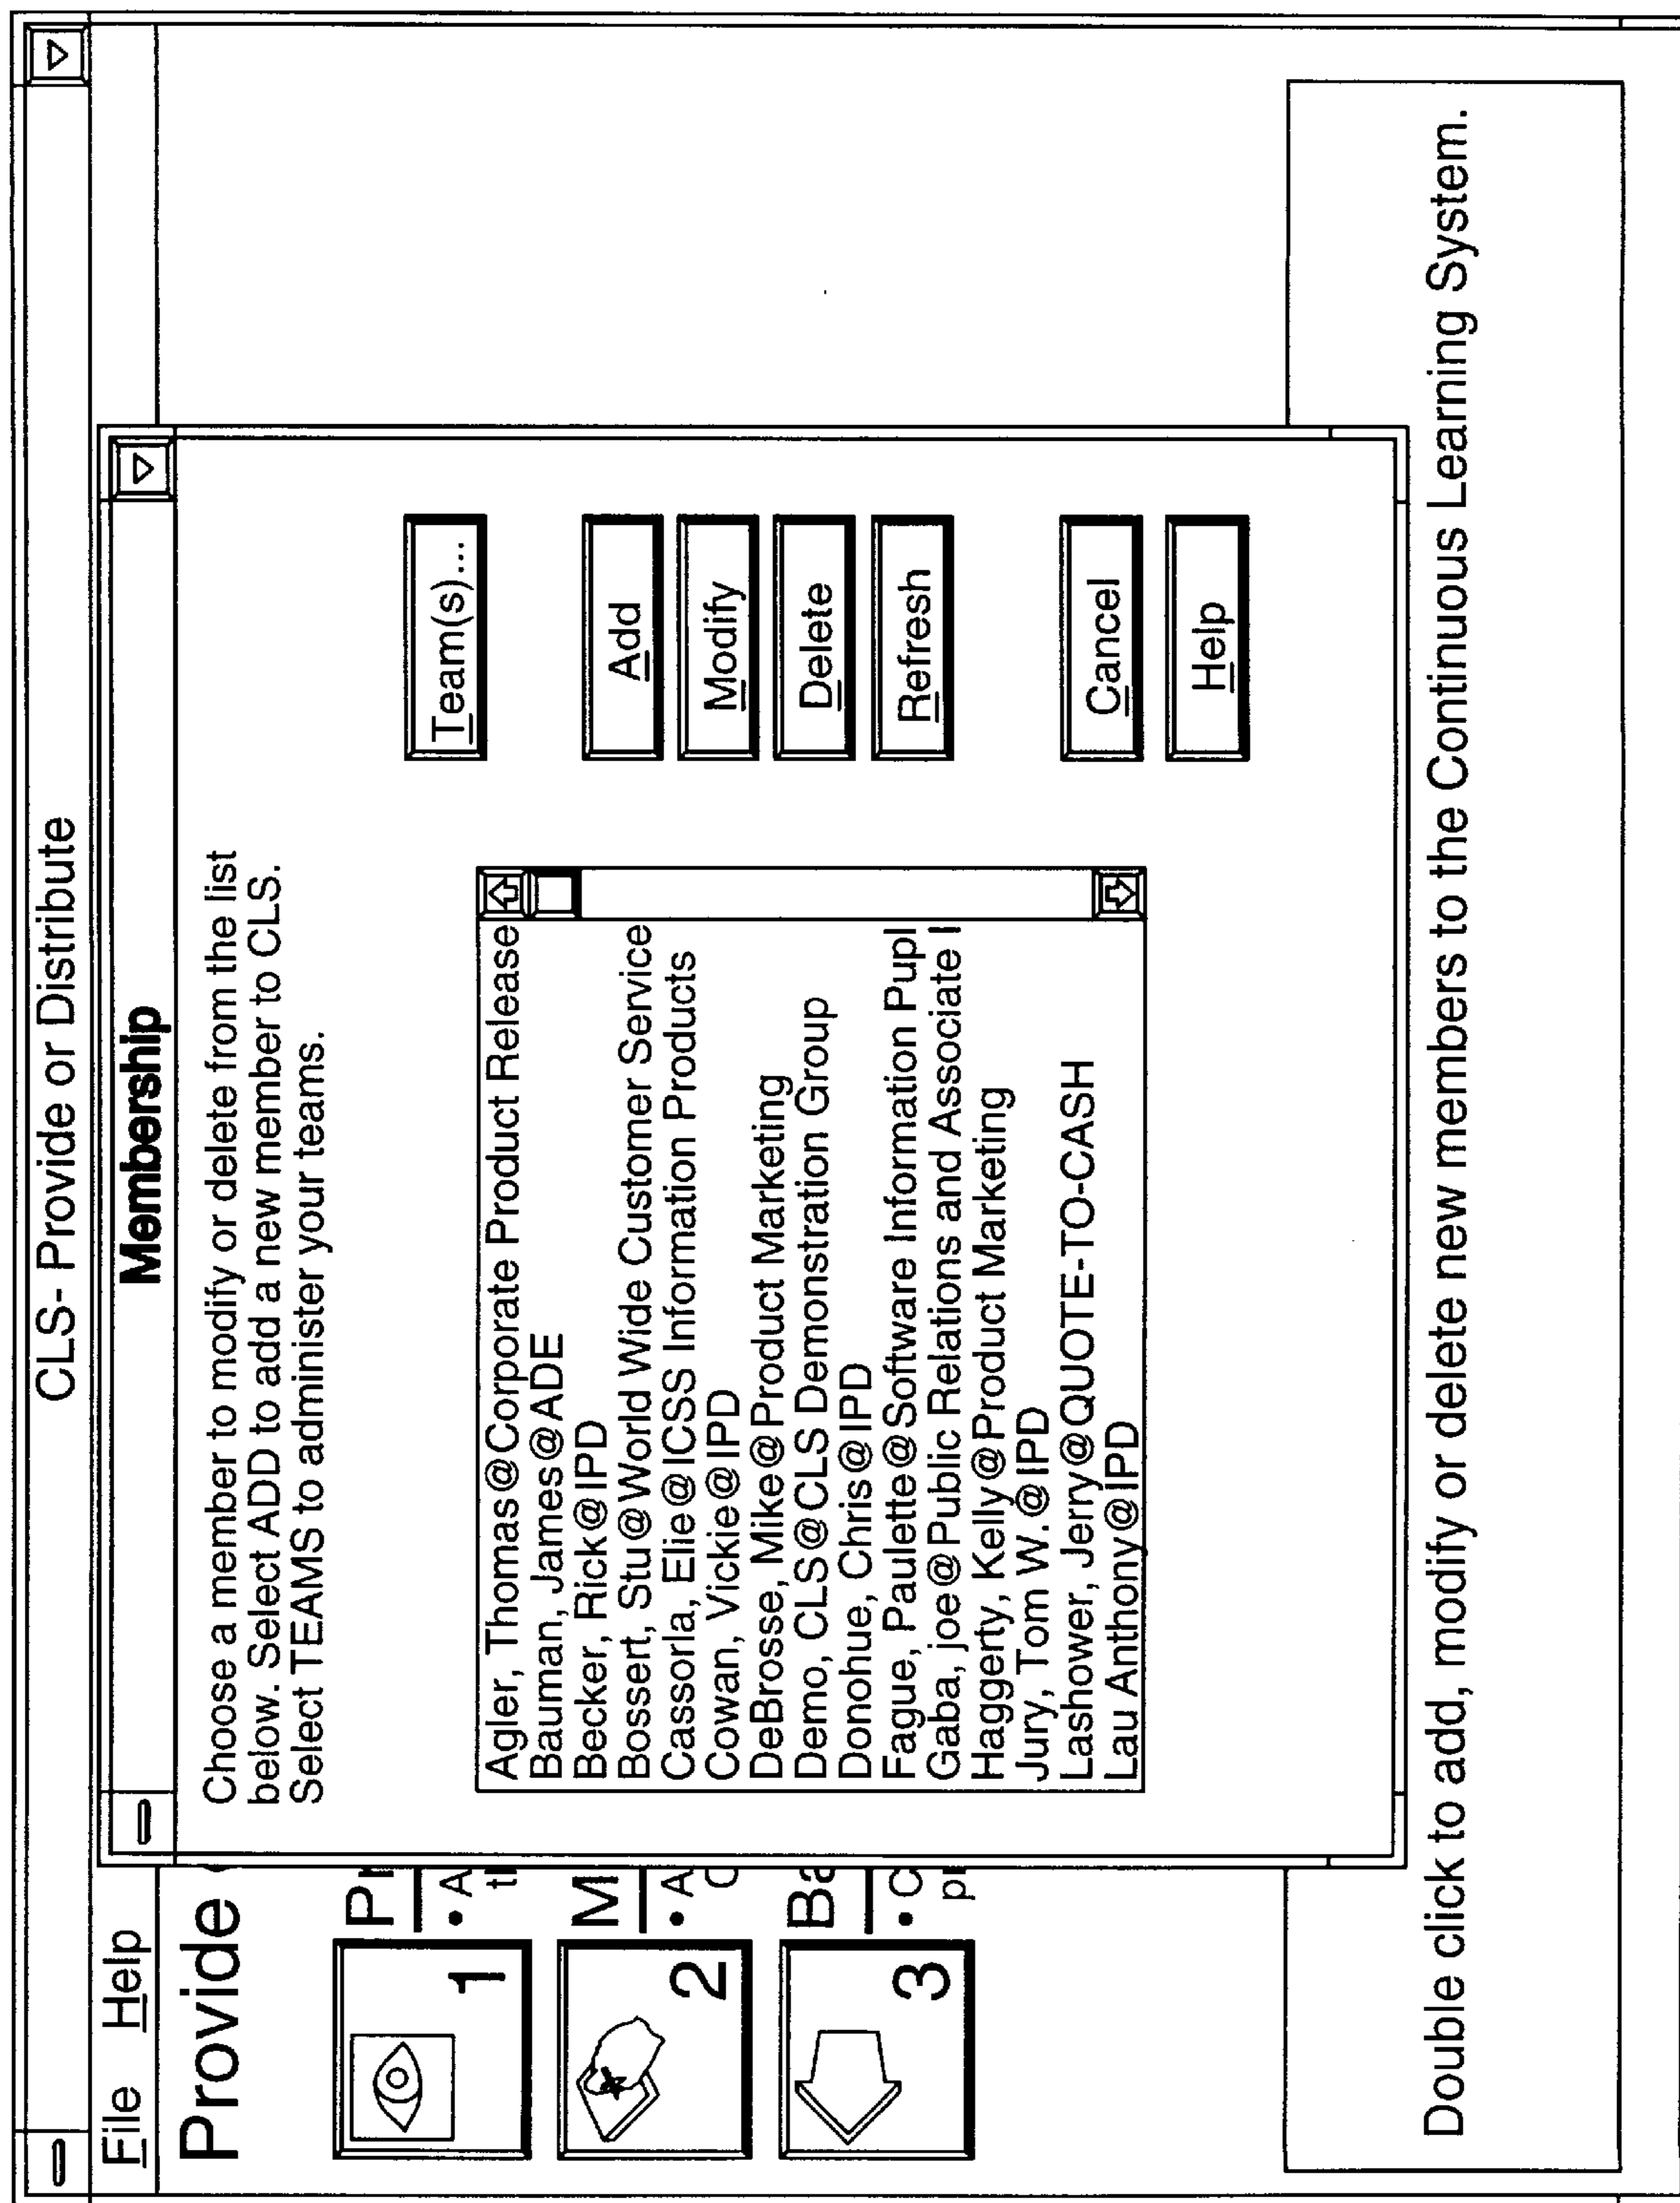 CLS- Provide or Distribute
File Help
Provide
1
Pr
• A
2
M
• A
3
Ba
• C
Membership
Choose a member to modify or delete from the list
below. Select ADD to add a new member to CLS.
Select TEAMS to administer your teams.
Agler, Thomas@Corporate Product Release
Bauman, James@ADE
Becker, Rick@IPD
Bossert, Stu@World Wide Customer Service
Cassorla, Elie@ICSS Information Products
Cowan, Vickie@IPD
DeBrosse, Mike@Product Marketing
Demo, CLS@CLS Demonstration Group
Donohue, Chris@IPD
Fague, Paulette@Software Information Pupl
Gaba, joe@Public Relations and Associate
Haggerty, Kelly@Product Marketing
Jury, Tom W.@IPD
Lashower, Jerry@QUOTE-TO-CASH
Lau Anthony@IPD
Team(s)...
Add
Modify
Delete
Refresh
Cancel
Help
Double click to add, modify or delete new members to the Continuous Learning System.